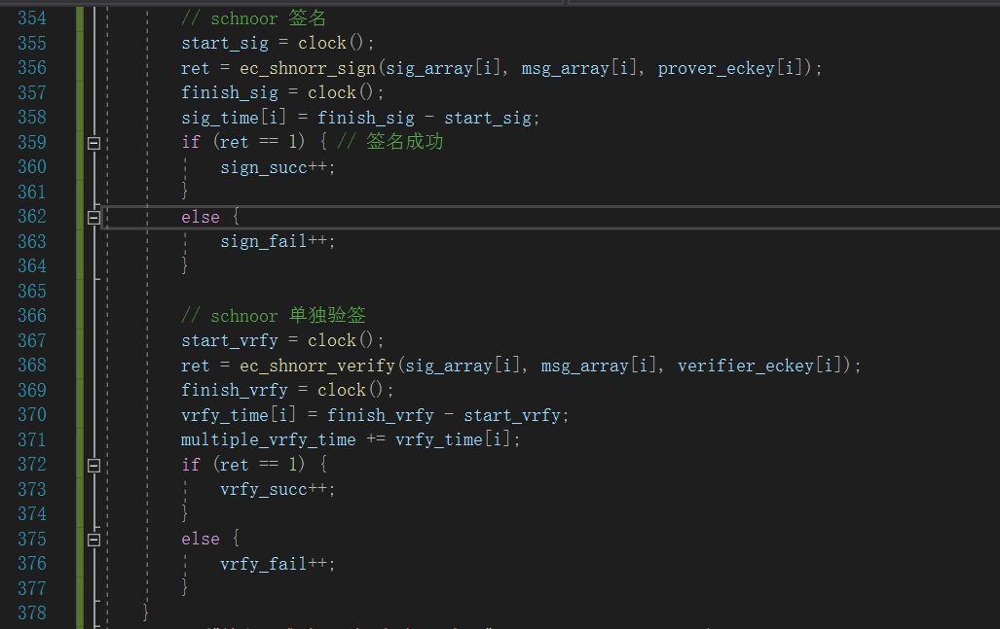 354 // schnoor 签名
355 start_sig = clock();
356 ret = ec_shnorr_sign(sig_array[i], msg_array[i], prover_eckey[i]);
357 finish_sig = clock();
358 sig_time[i] = finish_sig - start_sig;
359 if (ret == 1) { // 签名成功
360 sign_succ++;
361 }
362 else {
363 sign_fail++;
364 }
365
366 // schnoor 单独验签
367 start_vrfy = clock();
368 ret = ec_shnorr_verify(sig_array[i], msg_array[i], verifier_eckey[i]);
369 finish_vrfy = clock();
370 vrfy_time[i] = finish_vrfy - start_vrfy;
371 multiple_vrfy_time += vrfy_time[i];
372 if (ret == 1) {
373 vrfy_succ++;
374 }
375 else {
376 vrfy_fail++;
377 }
378 }